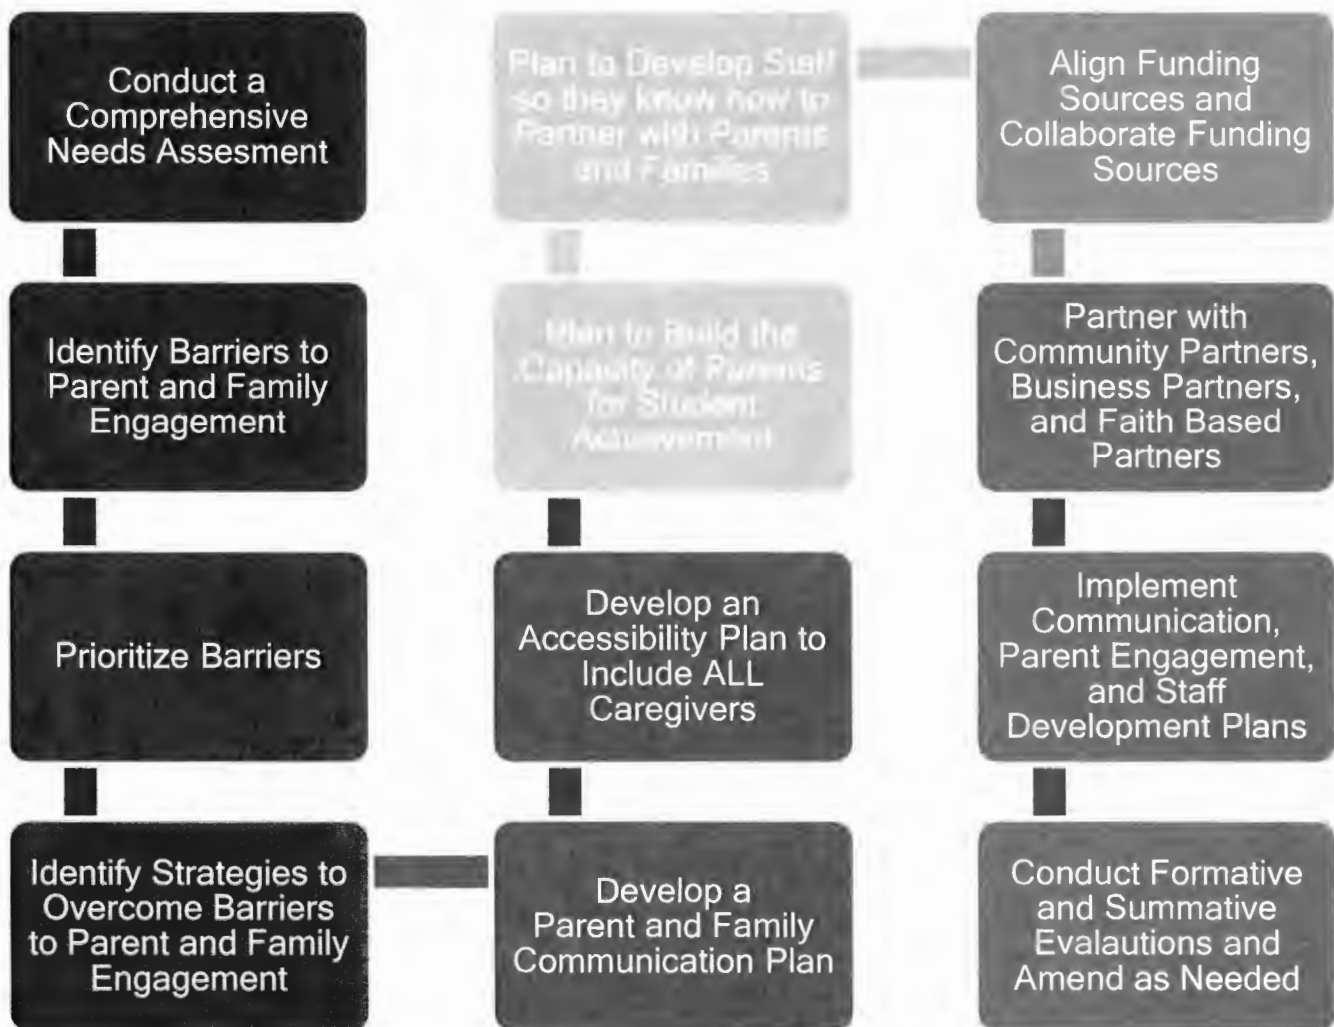 Conduct a
Comprehensive
Needs Assesment
Identify Barriers to
Parent and Family
Engagement
Prioritize Barriers
Identify Strategies to
Overcome Barriers
to Parent and Family
Engagement
Develop a
Parent and Family
Communication Plan
Develop an
Accessibility Plan to
Include ALL
Caregivers
Plan to Build the
Capacity of Parents
for Student
Achievement
Plan to Develop Staff
so they know how to
Partner with Parents
and Families
Align Funding
Sources and
Collaborate Funding
Sources
Partner with
Community Partners,
Business Partners,
and Faith Based
Partners
Implement
Communication,
Parent Engagement,
and Staff
Development Plans
Conduct Formative
and Summative
Evalautions and
Amend as Needed